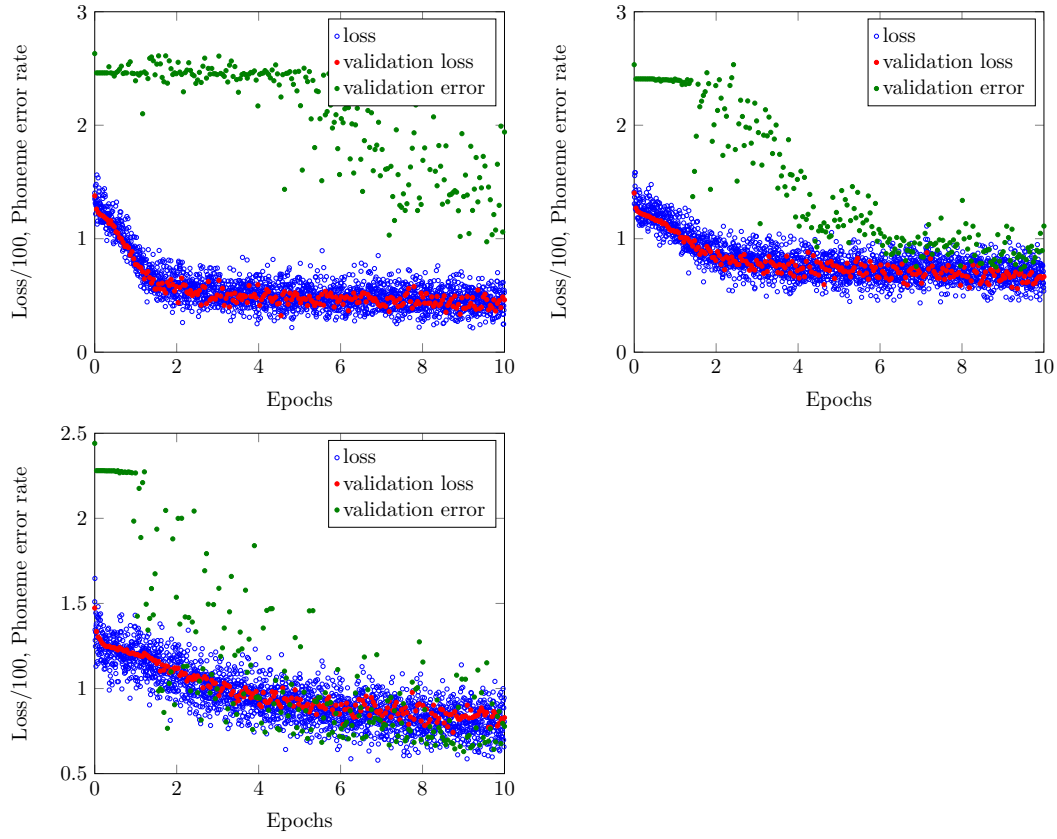 3
2
1
0
0 2 4 6 8 10
Loss/100, Phoneme error rate
Epochs
loss
validation loss
validation error
3
2
1
0
0 2 4 6 8 10
Loss/100, Phoneme error rate
Epochs
loss
validation loss
validation error
2.5
2
1.5
1
0.5
0 2 4 6 8 10
Loss/100, Phoneme error rate
Epochs
loss
validation loss
validation error